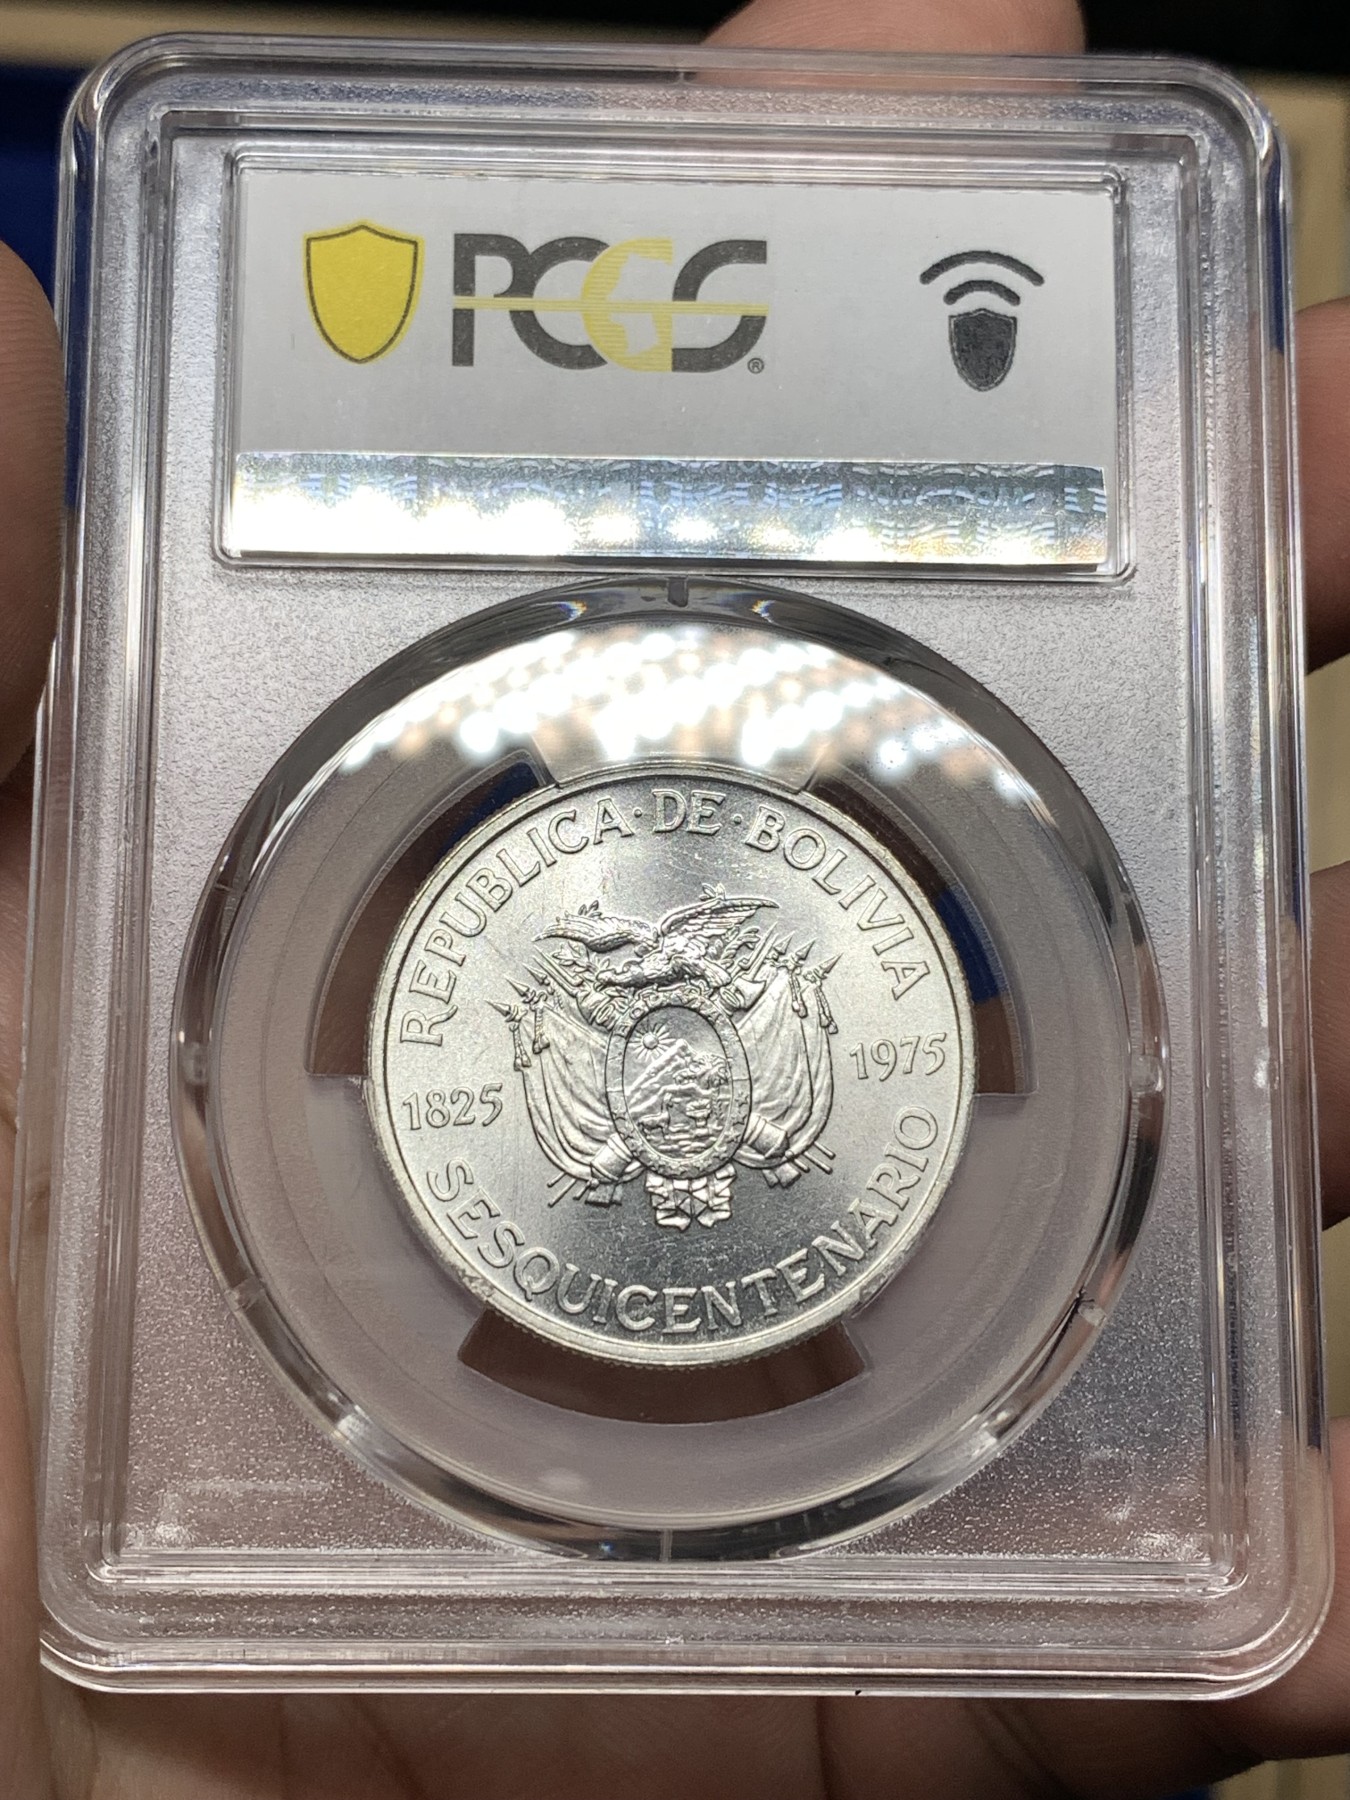 PCGS®
REPUBLICA·DE·BOLIVIA
1825
1975
SESQUICENTENARIO